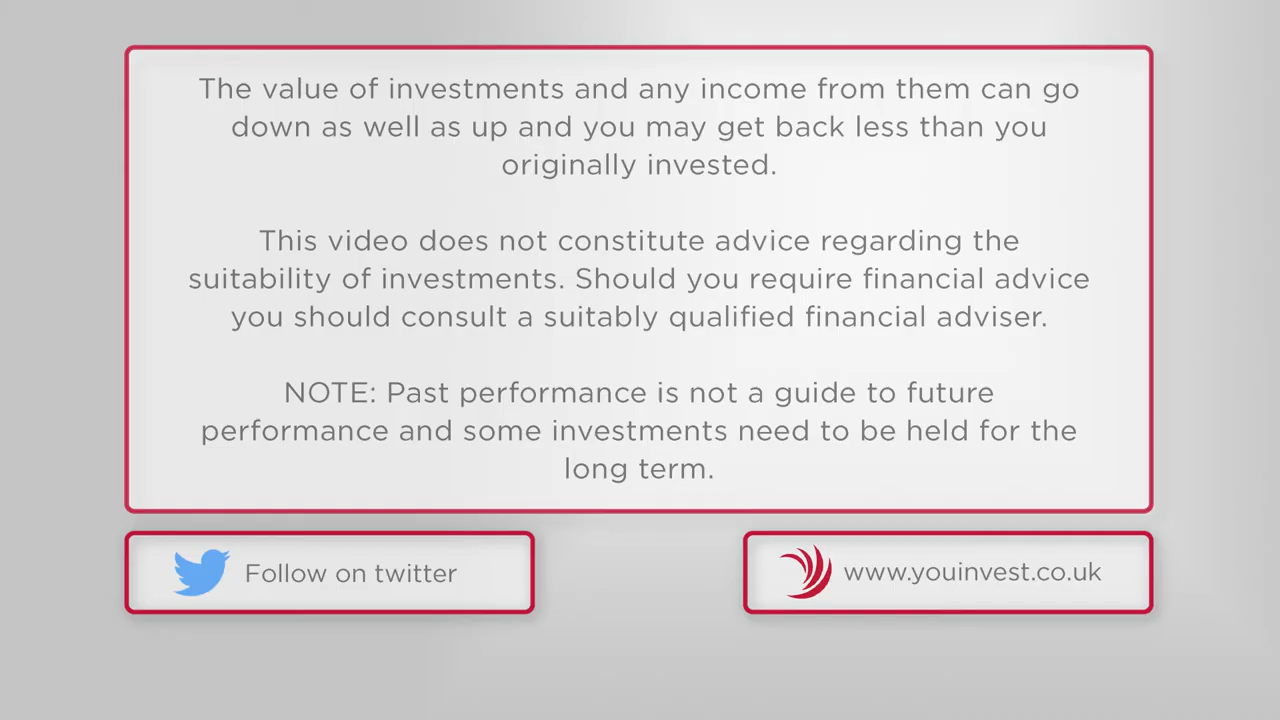 The value of investments and any income from them can go
down as well as up and you may get back less than you
originally invested.
This video does not constitute advice regarding the
suitability of investments. Should you require financial advice
you should consult a suitably qualified financial adviser.
NOTE: Past performance is not a guide to future
performance and some investments need to be held for the
long term.
Follow on twitter
www.youinvest.co.uk